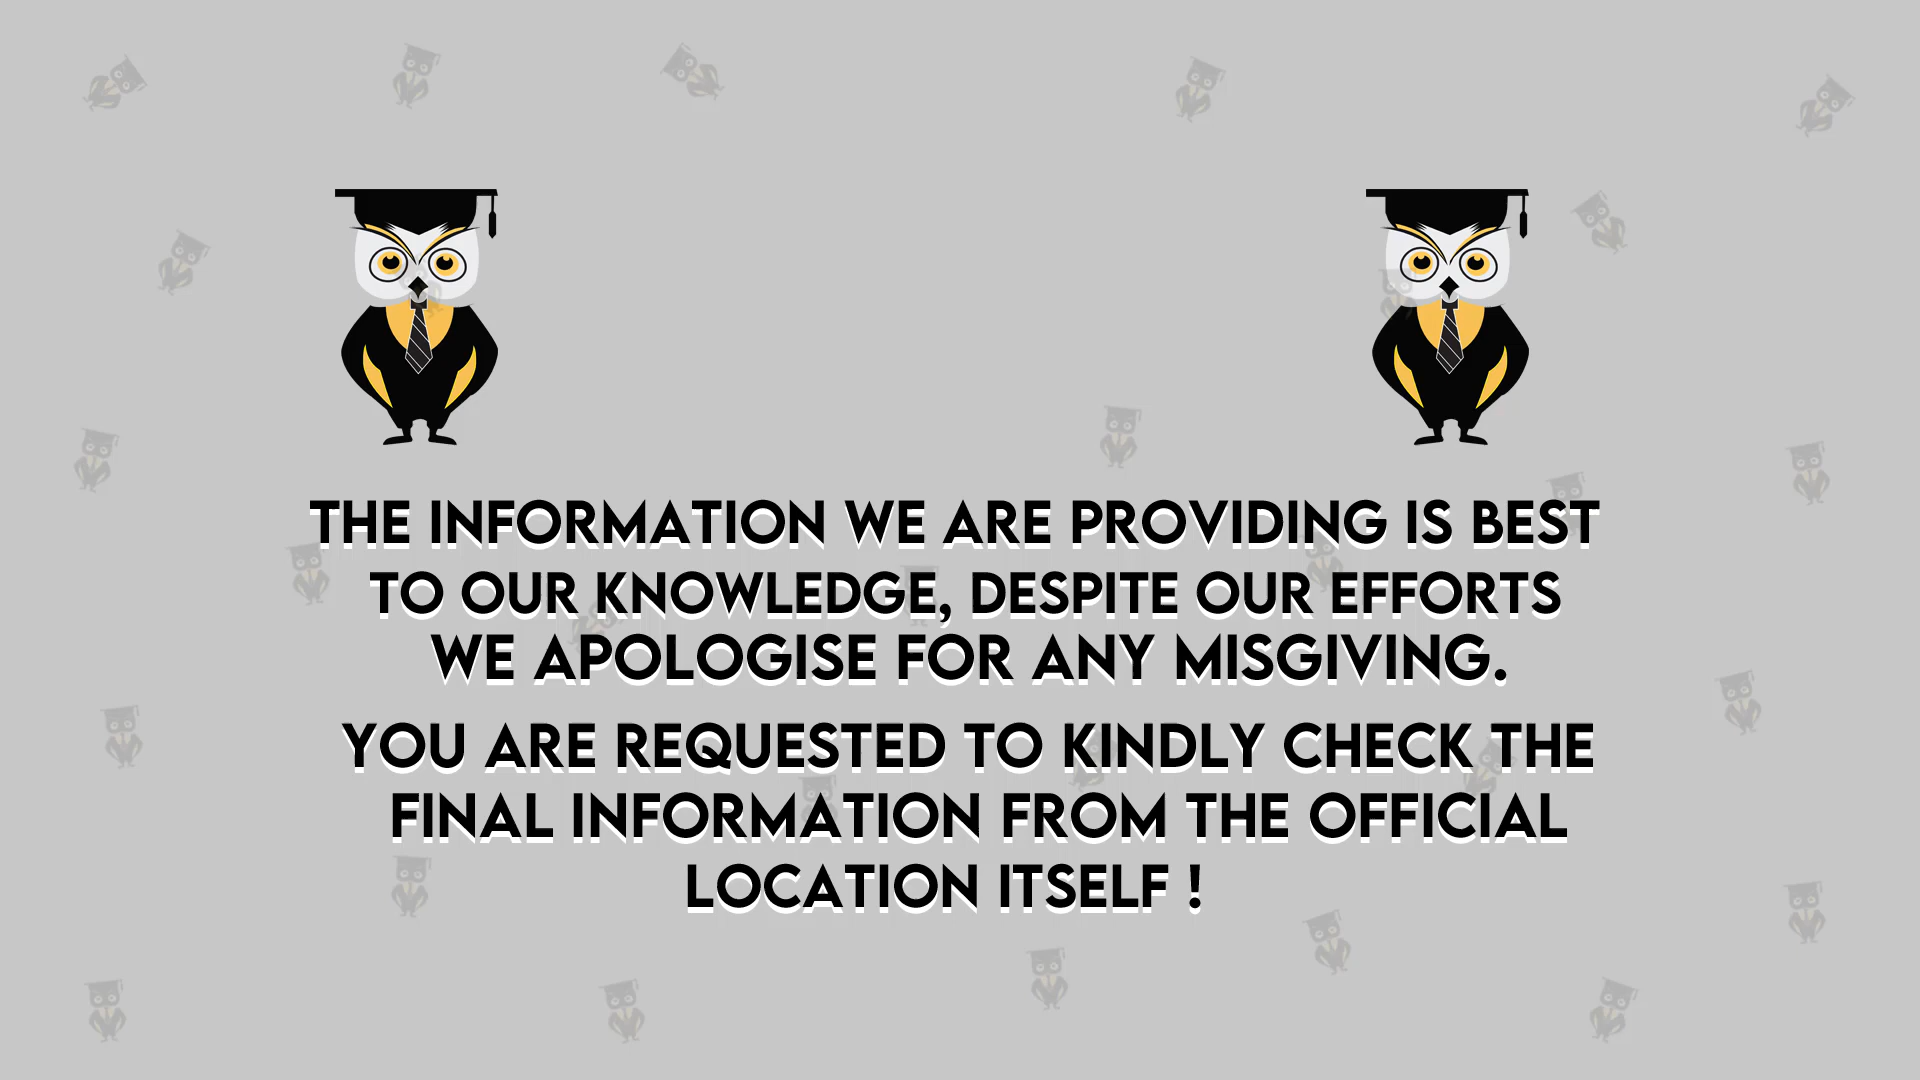 THE INFORMATION WE ARE PROVIDING IS BEST
TO OUR KNOWLEDGE, DESPITE OUR EFFORTS
WE APOLOGISE FOR ANY MISGIVING.
YOU ARE REQUESTED TO KINDLY CHECK THE
FINAL INFORMATION FROM THE OFFICIAL
LOCATION ITSELF !